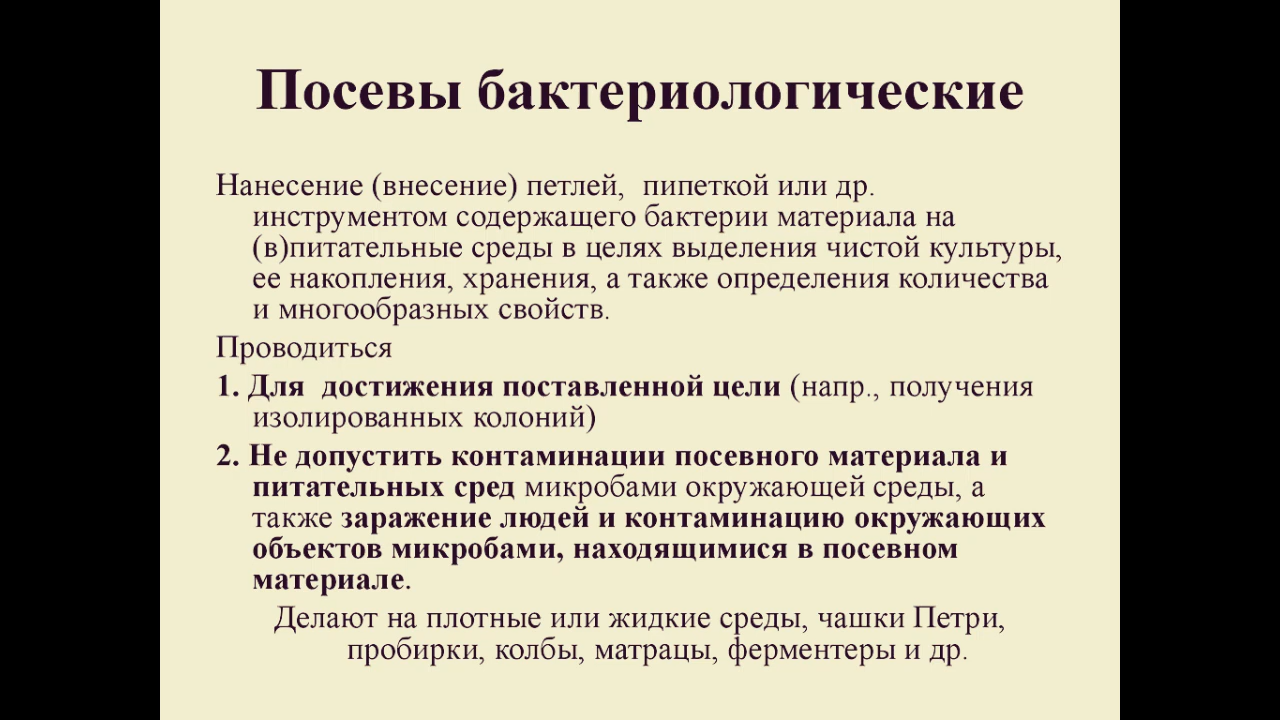 Посевы бактериологические
Нанесение (внесение) петлей,  пипеткой или др.
инструментом содержащего бактерии материала на
(в)питательные среды в целях выделения чистой культуры,
ее накопления, хранения, а также определения количества
и многообразных свойств.
Проводиться
1. Для  достижения поставленной цели (напр., получения
изолированных колоний)
2. Не допустить контаминации посевного материала и
питательных сред микробами окружающей среды, а
также заражение людей и контаминацию окружающих
объектов микробами, находящимися в посевном
материале.
Делают на плотные или жидкие среды, чашки Петри,
пробирки, колбы, матрацы, ферментеры и др.